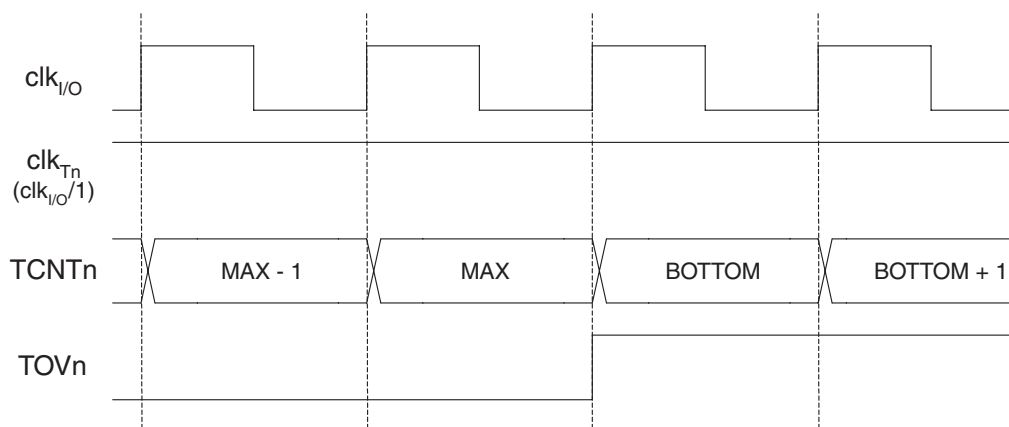 clkI/O
clkTn
(clkI/O/1)
TCNTn
MAX - 1
MAX
BOTTOM
BOTTOM + 1
TOVn